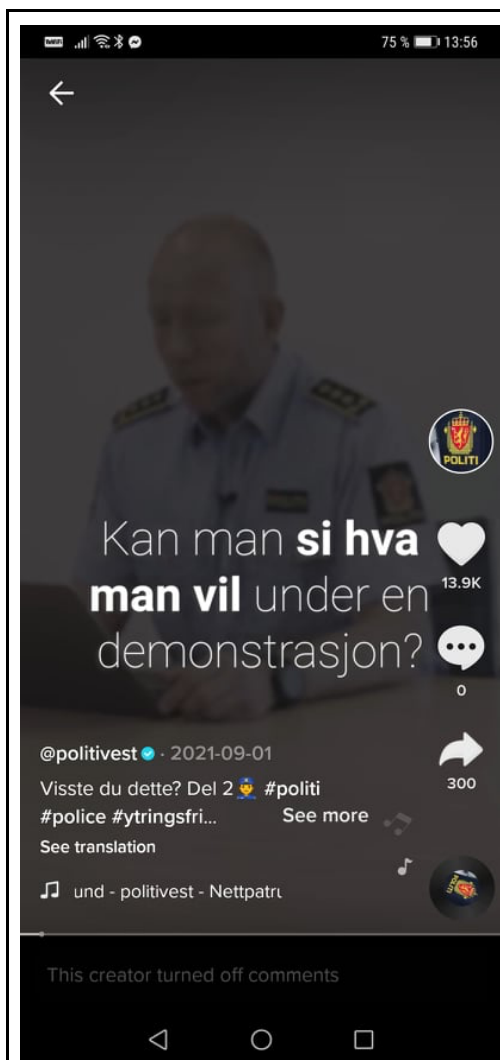 75 % 13:56
POLITI
Kan man si hva
man vil under en
demonstrasjon?
13.9K
0
300
@politivest · 2021-09-01
Visste du dette? Del 2👮 #politi
#police #ytringsfri... See more
See translation
und - politivest - Nettpatru
This creator turned off comments